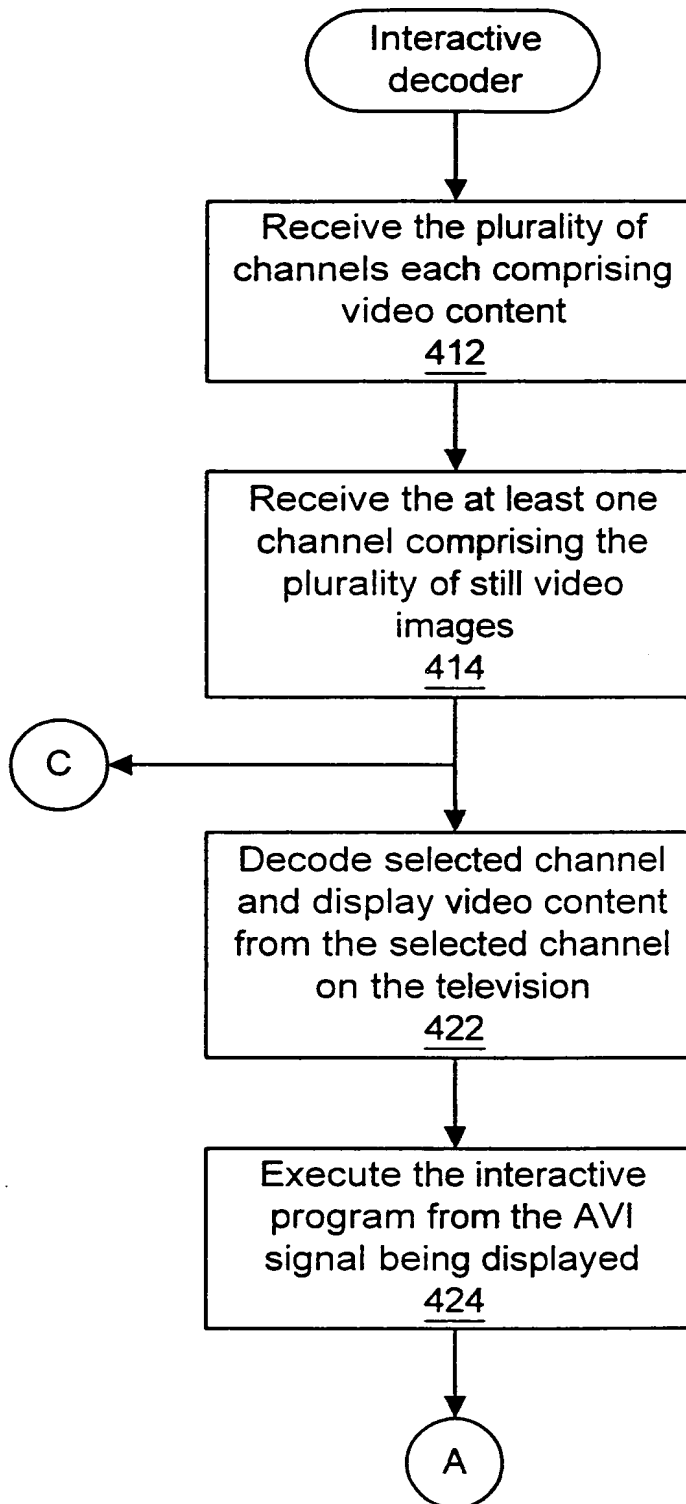 Interactive
decoder
Receive the plurality of
channels each comprising
video content
412
Receive the at least one
channel comprising the
plurality of still video
images
414
C
Decode selected channel
and display video content
from the selected channel
on the television
422
Execute the interactive
program from the AVI
signal being displayed
424
A